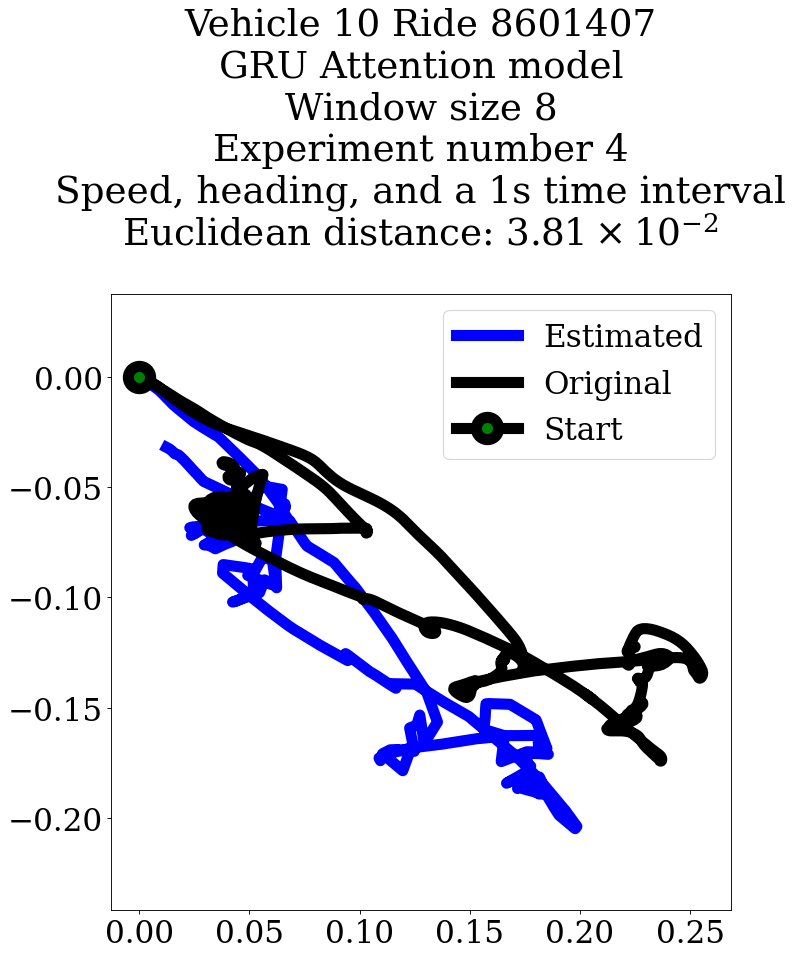 Vehicle 10 Ride 8601407
GRU Attention model
Window size 8
Experiment number 4
Speed, heading, and a 1s time interval
Euclidean distance: 3.81 × 10⁻²
Estimated
Original
Start
0.00
−0.05
−0.10
−0.15
−0.20
0.00 0.05 0.10 0.15 0.20 0.25